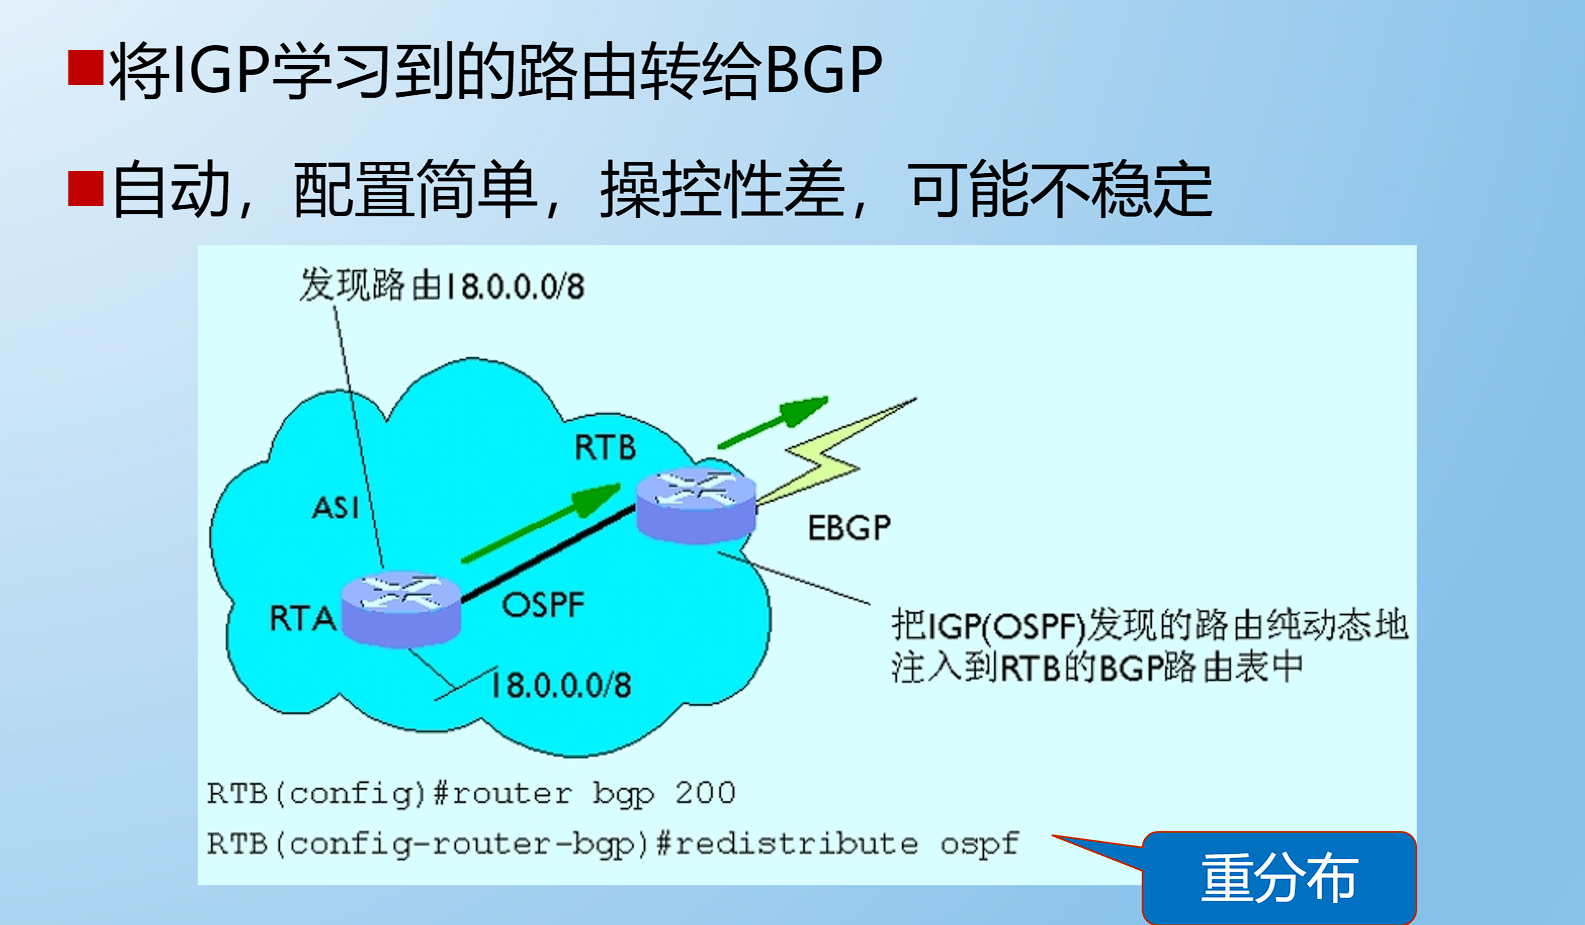 将IGP学习到的路由转给BGP
自动，配置简单，操控性差，可能不稳定
发现路由18.0.0.0/8
RTB
AS1
EBGP
RTA
OSPF
把IGP(OSPF)发现的路由纯动态地
注入到RTB的BGP路由表中
18.0.0.0/8
RTB(config)#router bgp 200
RTB(config-router-bgp)#redistribute ospf
重分布